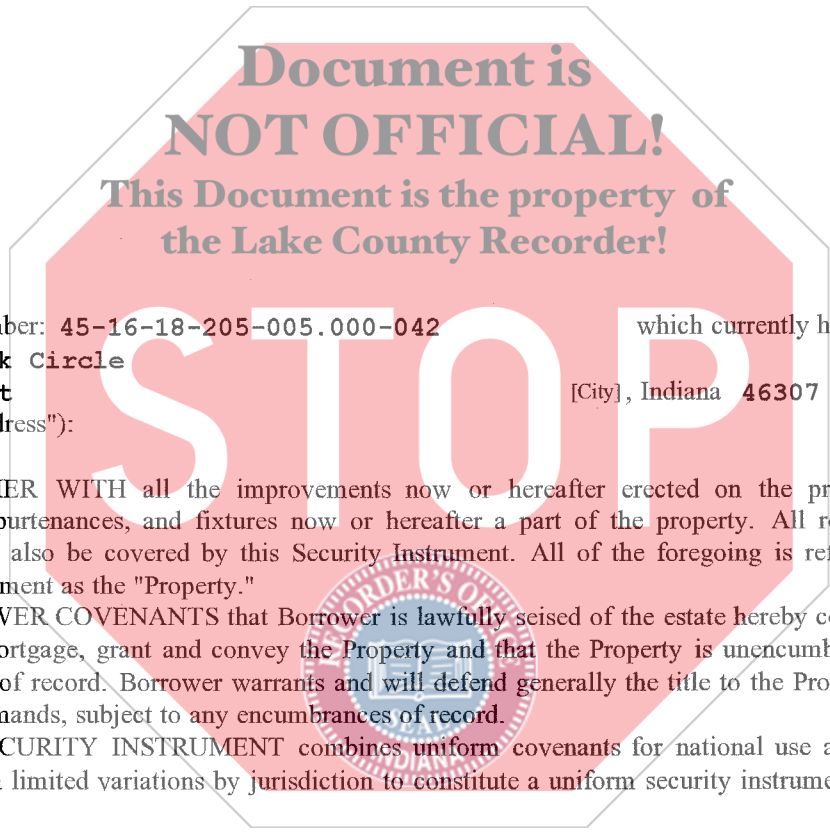 Document is
NOT OFFICIAL!
This Document is the property of
the Lake County Recorder!
STOP
ber: 45-16-18-205-005.000-042 which currently h
k Circle
t [City], Indiana 46307
dress"):
ER WITH all the improvements now or hereafter erected on the pr
purtenances, and fixtures now or hereafter a part of the property. All r
also be covered by this Security Instrument. All of the foregoing is ref
ment as the "Property."
WER COVENANTS that Borrower is lawfully seised of the estate hereby c
ortgage, grant and convey the Property and that the Property is unencumb
of record. Borrower warrants and will defend generally the title to the Pro
mands, subject to any encumbrances of record.
CURITY INSTRUMENT combines uniform covenants for national use a
limited variations by jurisdiction to constitute a uniform security instrume
RECORDER'S OFFICE
SEAL
INDIANA